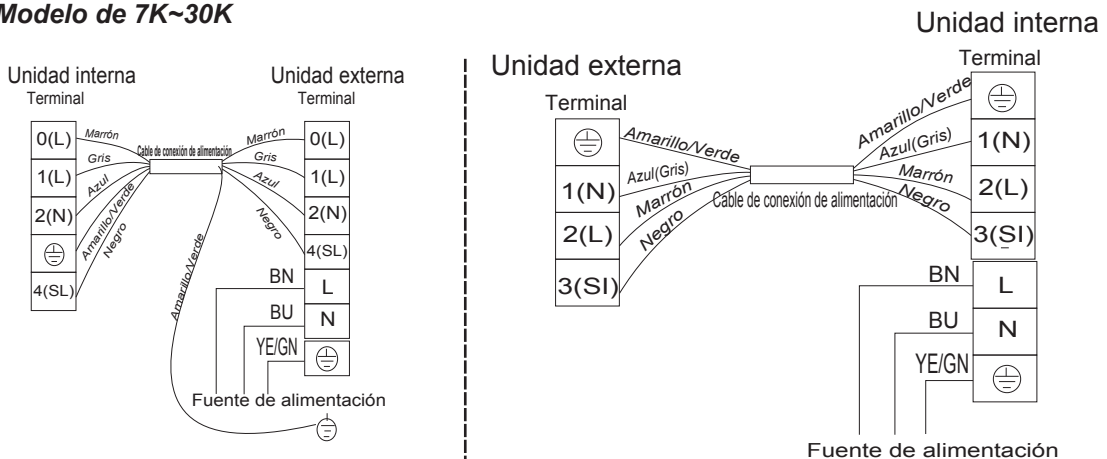 Modelo de 7K~30K
Unidad interna
Terminal
0(L)
1(L)
2(N)
4(SL)
Marrón
Gris
Azul
Amarillo/Verde
Negro
Cable de conexión de alimentación
Marrón
Gris
Azul
Negro
Amarillo/Verde
Unidad externa
Terminal
0(L)
1(L)
2(N)
4(SL)
L
N
BN
BU
YE/GN
Fuente de alimentación
Unidad externa
Terminal
1(N)
2(L)
3(SI)
Amarillo/Verde
Azul(Gris)
Marrón
Negro
Cable de conexión de alimentación
Amarillo/Verde
Azul(Gris)
Marrón
Negro
Unidad interna
Terminal
1(N)
2(L)
3(SI)
L
N
BN
BU
YE/GN
Fuente de alimentación